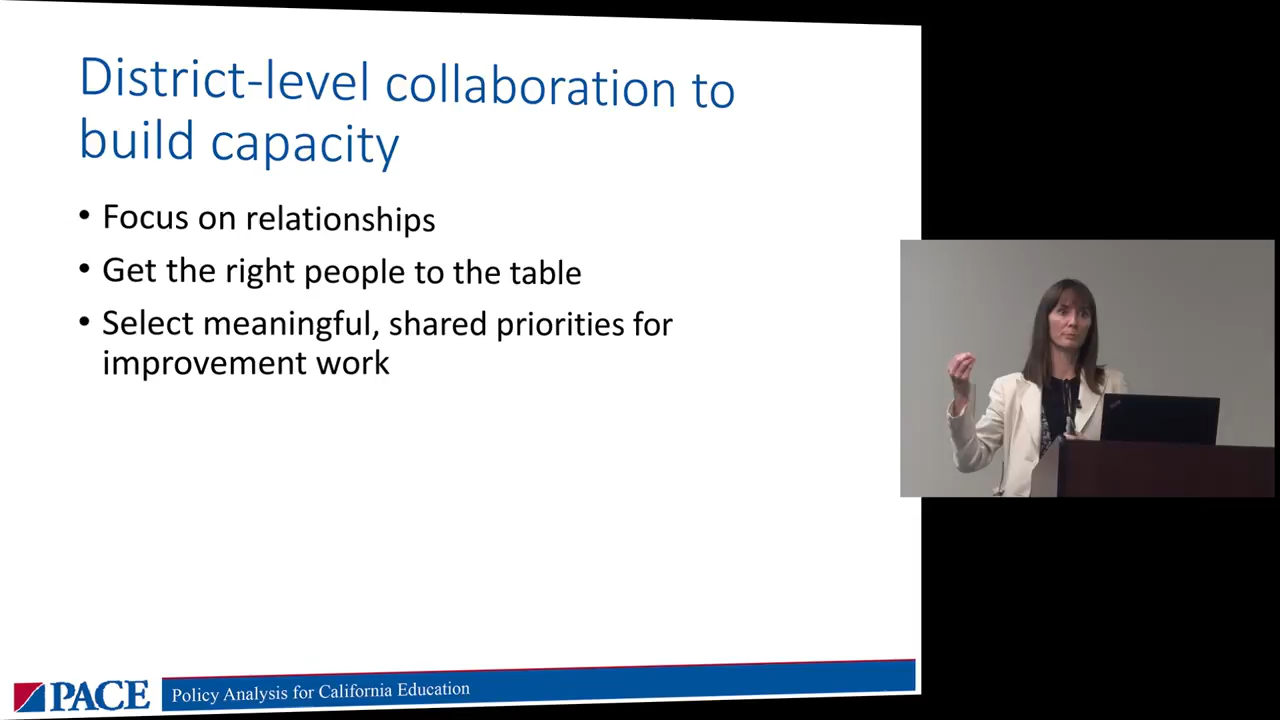 District-level collaboration to
build capacity
• Focus on relationships
• Get the right people to the table
• Select meaningful, shared priorities for
improvement work
PACE
Policy Analysis for California Education